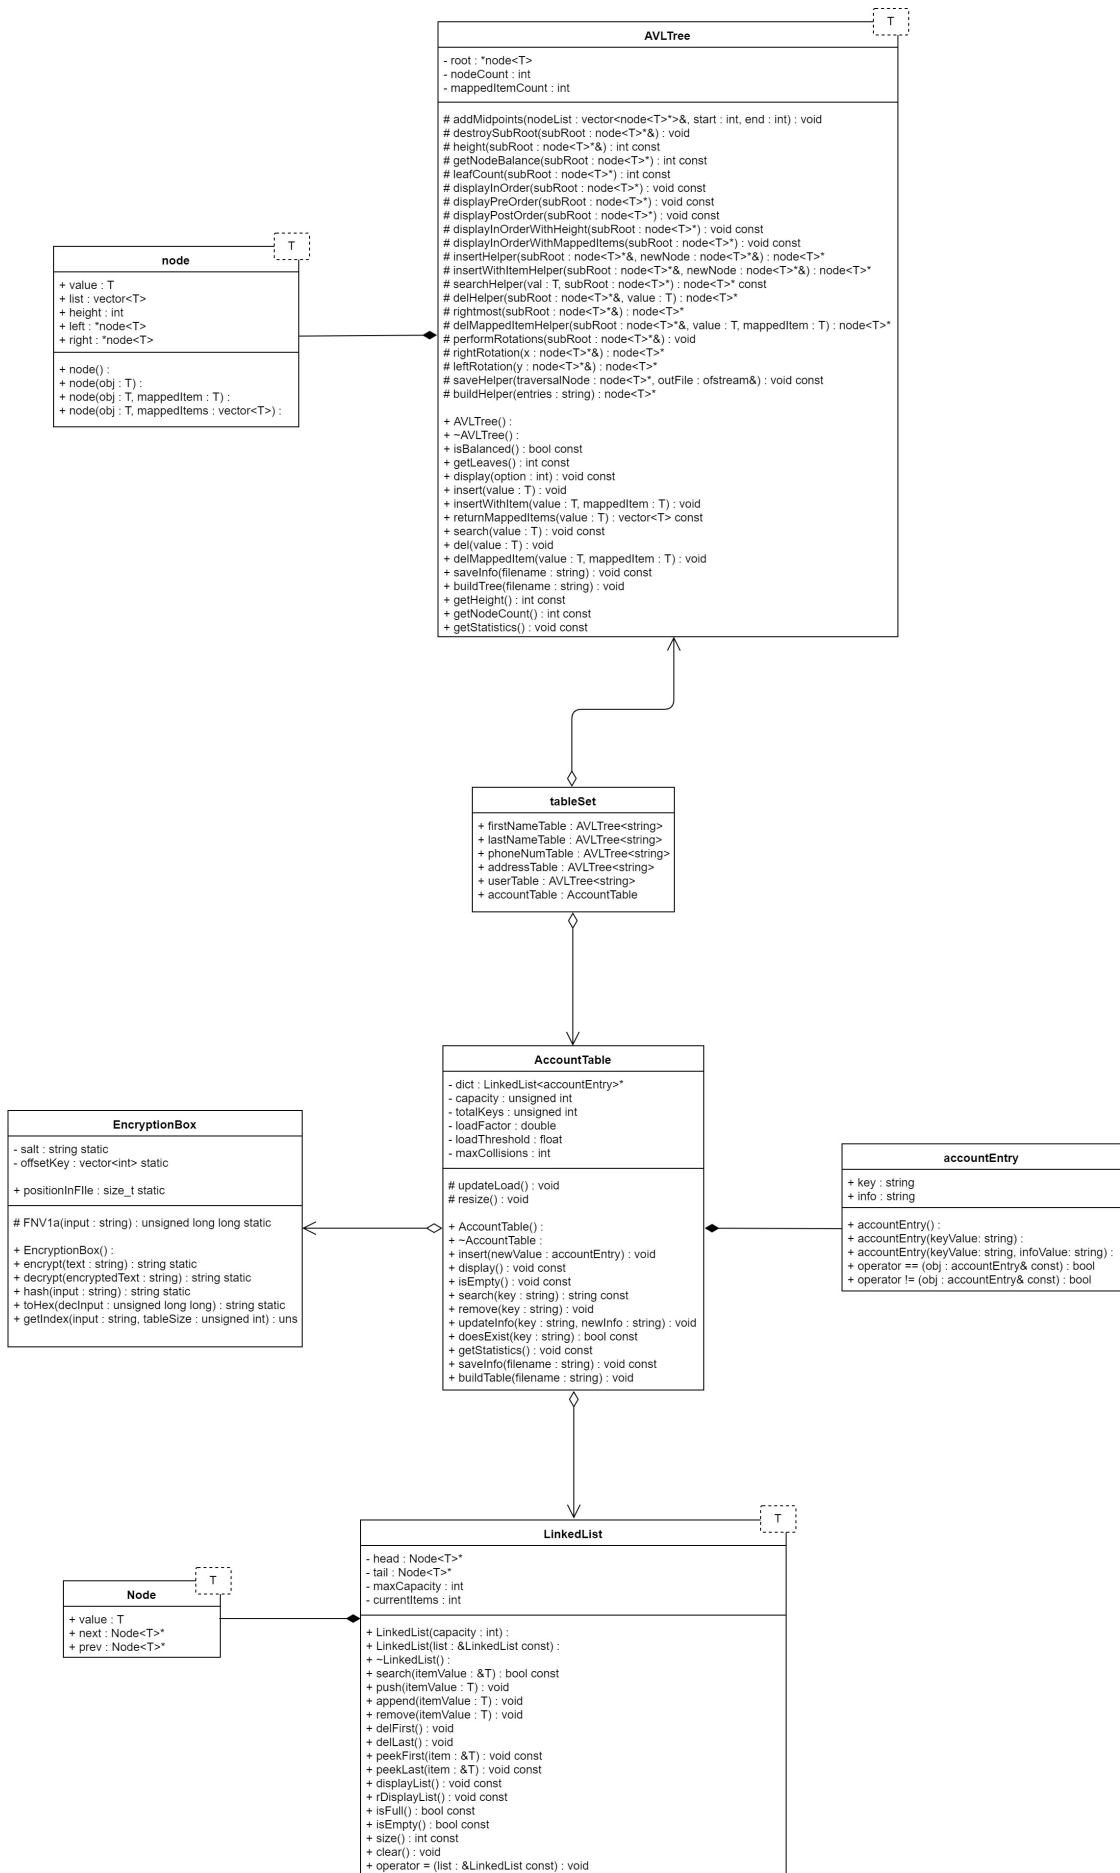 T
AVLTree
- root : *node<T>
- nodeCount : int
- mappedItemCount : int
# addMidpoints(nodeList : vector<node<T>*>&, start : int, end : int) : void
# destroySubRoot(subRoot : node<T>*&) : void
# height(subRoot : node<T>*&) : int const
# getNodeBalance(subRoot : node<T>*) : int const
# leafCount(subRoot : node<T>*) : int const
# displayInOrder(subRoot : node<T>*) : void const
# displayPreOrder(subRoot : node<T>*) : void const
# displayPostOrder(subRoot : node<T>*) : void const
# displayInOrderWithHeight(subRoot : node<T>*) : void const
# displayInOrderWithMappedItems(subRoot : node<T>*) : void const
# insertHelper(subRoot : node<T>*&, newNode : node<T>*&) : node<T>*
# insertWithItemHelper(subRoot : node<T>*&, newNode : node<T>*&) : node<T>*
# searchHelper(val : T, subRoot : node<T>*) : node<T>* const
# delHelper(subRoot : node<T>*&, value : T) : node<T>*
# rightmost(subRoot : node<T>*&) : node<T>*
# delMappedItemHelper(subRoot : node<T>*&, value : T, mappedItem : T) : node<T>*
# performRotations(subRoot : node<T>*&) : void
# rightRotation(x : node<T>*&) : node<T>*
# leftRotation(y : node<T>*&) : node<T>*
# saveHelper(traversalNode : node<T>*, outFile : ofstream&) : void const
# buildHelper(entries : string) : node<T>*
+ AVLTree() :
+ ~AVLTree() :
+ isBalanced() : bool const
+ getLeaves() : int const
+ display(option : int) : void const
+ insert(value : T) : void
+ insertWithItem(value : T, mappedItem : T) : void
+ returnMappedItems(value : T) : vector<T> const
+ search(value : T) : void const
+ del(value : T) : void
+ delMappedItem(value : T, mappedItem : T) : void
+ saveInfo(filename : string) : void const
+ buildTree(filename : string) : void
+ getHeight() : int const
+ getNodeCount() : int const
+ getStatistics() : void const
T
node
+ value : T
+ list : vector<T>
+ height : int
+ left : *node<T>
+ right : *node<T>
+ node() :
+ node(obj : T) :
+ node(obj : T, mappedItem : T) :
+ node(obj : T, mappedItems : vector<T>) :
tableSet
+ firstNameTable : AVLTree<string>
+ lastNameTable : AVLTree<string>
+ phoneNumTable : AVLTree<string>
+ addressTable : AVLTree<string>
+ userTable : AVLTree<string>
+ accountTable : AccountTable
AccountTable
- dict : LinkedList<accountEntry>*
- capacity : unsigned int
- totalKeys : unsigned int
- loadFactor : double
- loadThreshold : float
- maxCollisions : int
# updateLoad() : void
# resize() : void
+ AccountTable() :
+ ~AccountTable :
+ insert(newValue : accountEntry) : void
+ display() : void const
+ isEmpty() : void const
+ search(key : string) : string const
+ remove(key : string) : void
+ updateInfo(key : string, newInfo : string) : void
+ doesExist(key : string) : bool const
+ getStatistics() : void const
+ saveInfo(filename : string) : void const
+ buildTable(filename : string) : void
EncryptionBox
- salt : string static
- offsetKey : vector<int> static
+ positionInFIle : size_t static
# FNV1a(input : string) : unsigned long long static
+ EncryptionBox() :
+ encrypt(text : string) : string static
+ decrypt(encryptedText : string) : string static
+ hash(input : string) : string static
+ toHex(decInput : unsigned long long) : string static
+ getIndex(input : string, tableSize : unsigned int) : uns
accountEntry
+ key : string
+ info : string
+ accountEntry() :
+ accountEntry(keyValue: string) :
+ accountEntry(keyValue: string, infoValue: string) :
+ operator == (obj : accountEntry& const) : bool
+ operator != (obj : accountEntry& const) : bool
T
LinkedList
- head : Node<T>*
- tail : Node<T>*
- maxCapacity : int
- currentItems : int
+ LinkedList(capacity : int) :
+ LinkedList(list : &LinkedList const) :
+ ~LinkedList() :
+ search(itemValue : &T) : bool const
+ push(itemValue : T) : void
+ append(itemValue : T) : void
+ remove(itemValue : T) : void
+ delFirst() : void
+ delLast() : void
+ peekFirst(item : &T) : void const
+ peekLast(item : &T) : void const
+ displayList() : void const
+ rDisplayList() : void const
+ isFull() : bool const
+ isEmpty() : bool const
+ size() : int const
+ clear() : void
+ operator = (list : &LinkedList const) : void
T
Node
+ value : T
+ next : Node<T>*
+ prev : Node<T>*